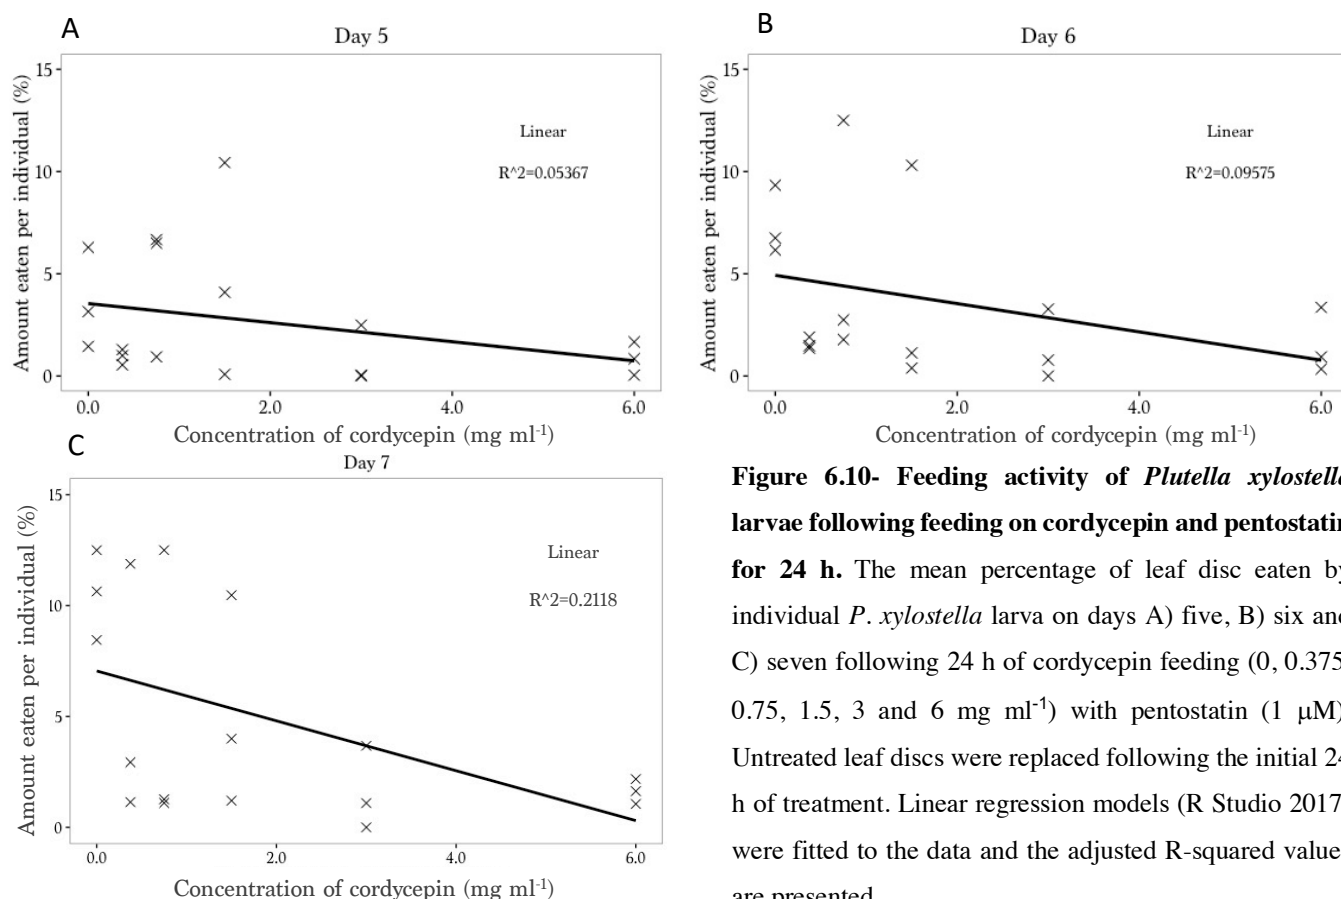 A
Day 5
Amount eaten per individual (%)
15
10
5
0
Linear
R^2=0.05367
0.0 2.0 4.0 6.0
Concentration of cordycepin (mg ml-1)
B
Day 6
Amount eaten per individual (%)
15
10
5
0
Linear
R^2=0.09575
0.0 2.0 4.0 6.0
Concentration of cordycepin (mg ml-1)
C
Day 7
Amount eaten per individual (%)
15
10
5
0
Linear
R^2=0.2118
0.0 2.0 4.0 6.0
Concentration of cordycepin (mg ml-1)
Figure 6.10- Feeding activity of Plutella xylostella
larvae following feeding on cordycepin and pentostatin
for 24 h. The mean percentage of leaf disc eaten by
individual P. xylostella larva on days A) five, B) six and
C) seven following 24 h of cordycepin feeding (0, 0.375
0.75, 1.5, 3 and 6 mg ml-1) with pentostatin (1 μM)
Untreated leaf discs were replaced following the initial 24
h of treatment. Linear regression models (R Studio 2017
were fitted to the data and the adjusted R-squared value
are presented